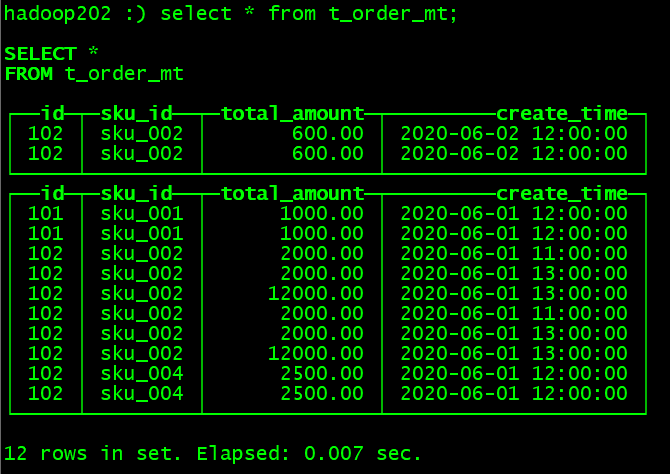 hadoop202 :) select * from t_order_mt;
SELECT *
FROM t_order_mt
id sku_id total_amount create_time
102 sku_002 600.00 2020-06-02 12:00:00
102 sku_002 600.00 2020-06-02 12:00:00
id sku_id total_amount create_time
101 sku_001 1000.00 2020-06-01 12:00:00
101 sku_001 1000.00 2020-06-01 12:00:00
102 sku_002 2000.00 2020-06-01 11:00:00
102 sku_002 2000.00 2020-06-01 13:00:00
102 sku_002 12000.00 2020-06-01 13:00:00
102 sku_002 2000.00 2020-06-01 11:00:00
102 sku_002 2000.00 2020-06-01 13:00:00
102 sku_002 12000.00 2020-06-01 13:00:00
102 sku_004 2500.00 2020-06-01 12:00:00
102 sku_004 2500.00 2020-06-01 12:00:00
12 rows in set. Elapsed: 0.007 sec.